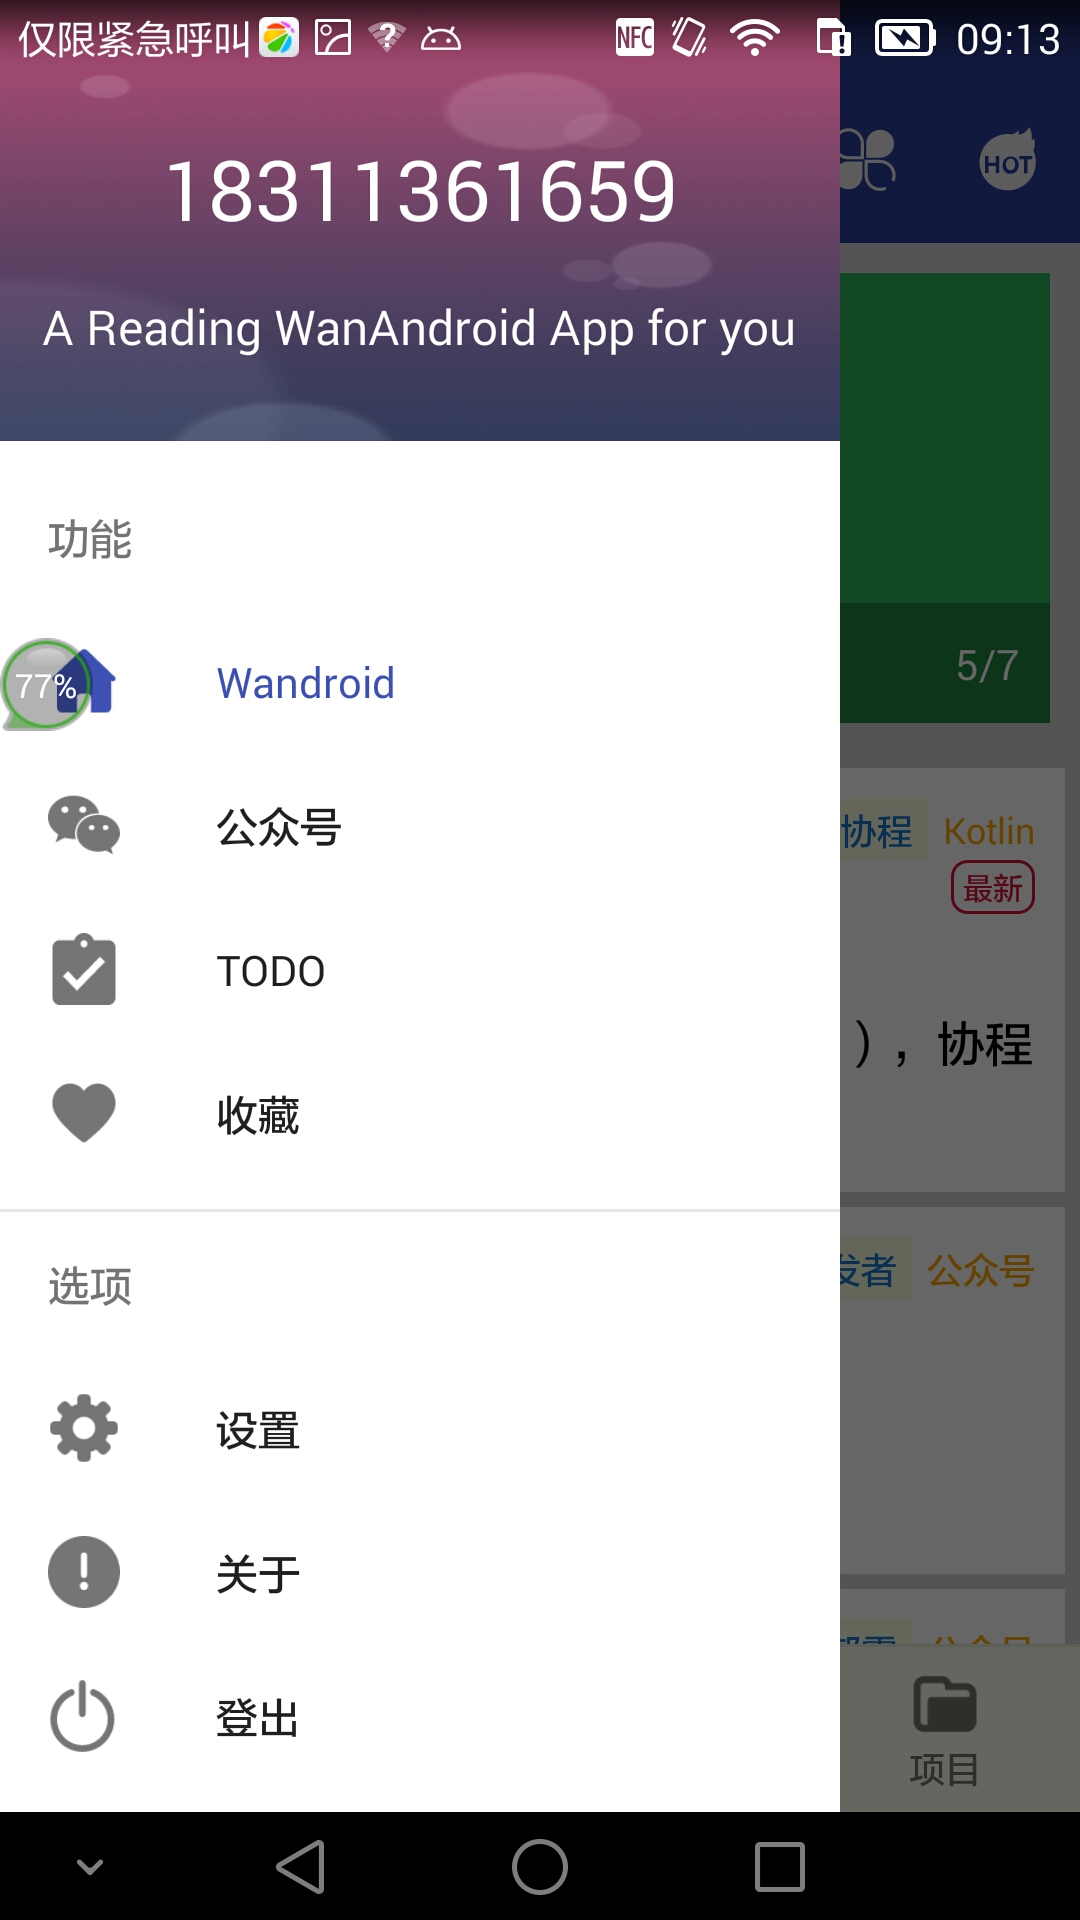 仅限紧急呼叫 NFC 09:13
HOT
18311361659
A Reading WanAndroid App for you
功能
5/7
77%
Wandroid
公众号
协程 Kotlin
最新
TODO
），协程
收藏
选项
发者 公众号
设置
关于
登出
项目